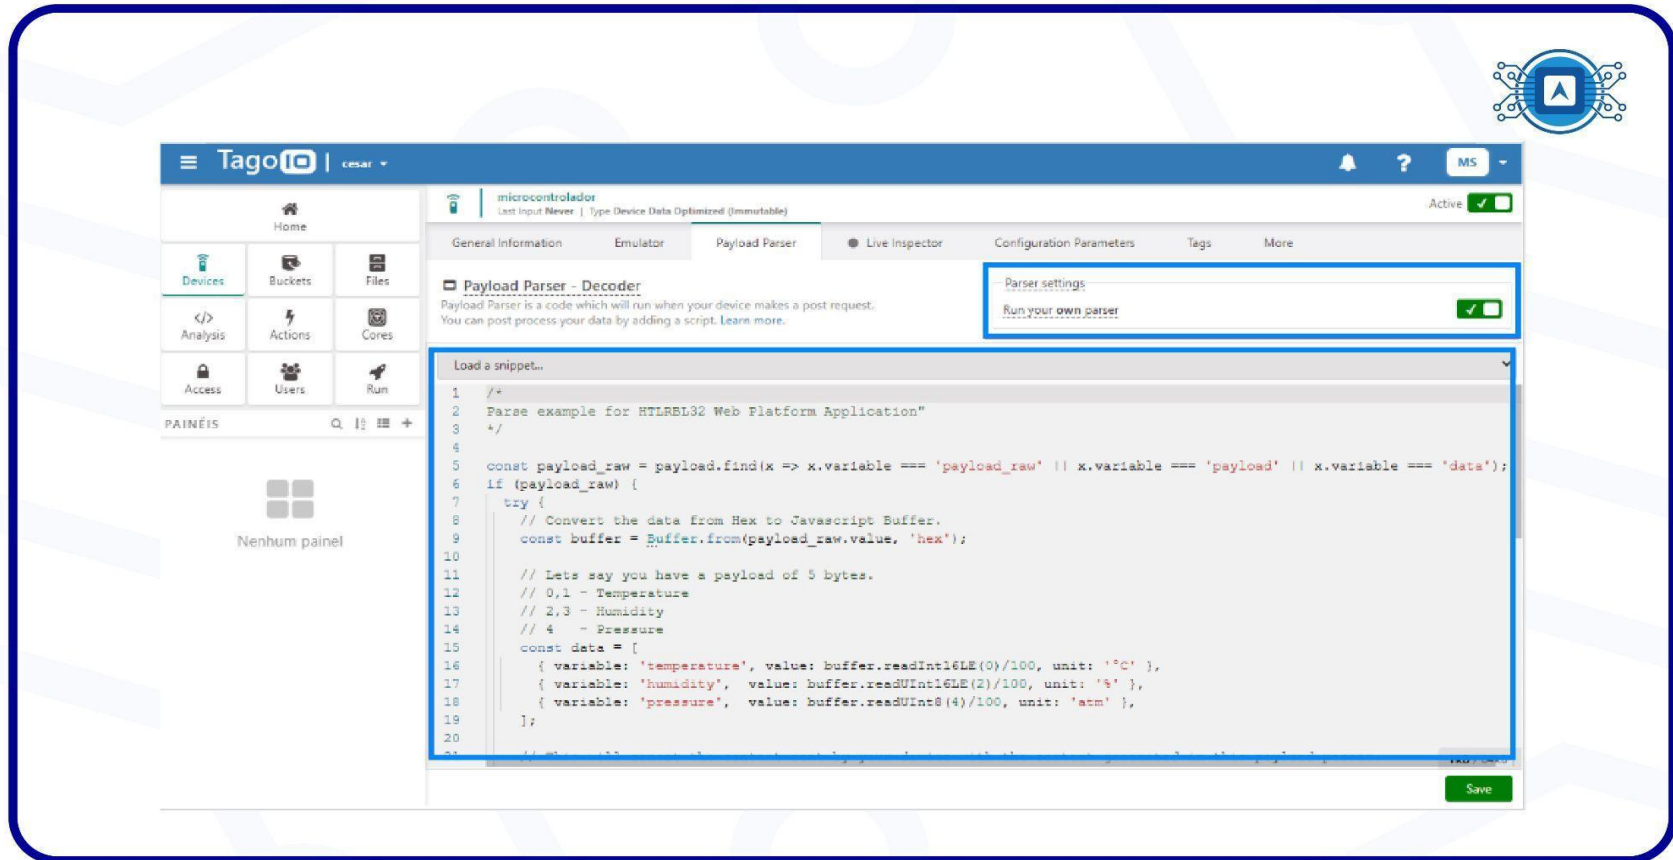 TagoIO | cesar
? MS
Home
Devices Buckets Files
Analysis Actions Cores
Access Users Run
PAINÉIS
Nenhum painel
microcontrolador
Last Input Never | Type Device Data Optimized (Immutable)
Active
General Information Emulator Payload Parser Live Inspector Configuration Parameters Tags More
Payload Parser - Decoder
Payload Parser is a code which will run when your device makes a post request.
You can post process your data by adding a script. Learn more.
Parser settings
Run your own parser
Load a snippet...
1 /*
2 Parse example for HTLRBL32 Web Platform Application"
3 */
4
5 const payload_raw = payload.find(x => x.variable === 'payload_raw' || x.variable === 'payload' || x.variable === 'data');
6 if (payload_raw) {
7 try {
8 // Convert the data from Hex to Javascript Buffer.
9 const buffer = Buffer.from(payload_raw.value, 'hex');
10
11 // Lets say you have a payload of 5 bytes.
12 // 0,1 - Temperature
13 // 2,3 - Humidity
14 // 4 - Pressure
15 const data = [
16 { variable: 'temperature', value: buffer.readInt16LE(0)/100, unit: '°C' },
17 { variable: 'humidity', value: buffer.readUInt16LE(2)/100, unit: '%' },
18 { variable: 'pressure', value: buffer.readUInt8(4)/100, unit: 'atm' },
19 ];
20
Save